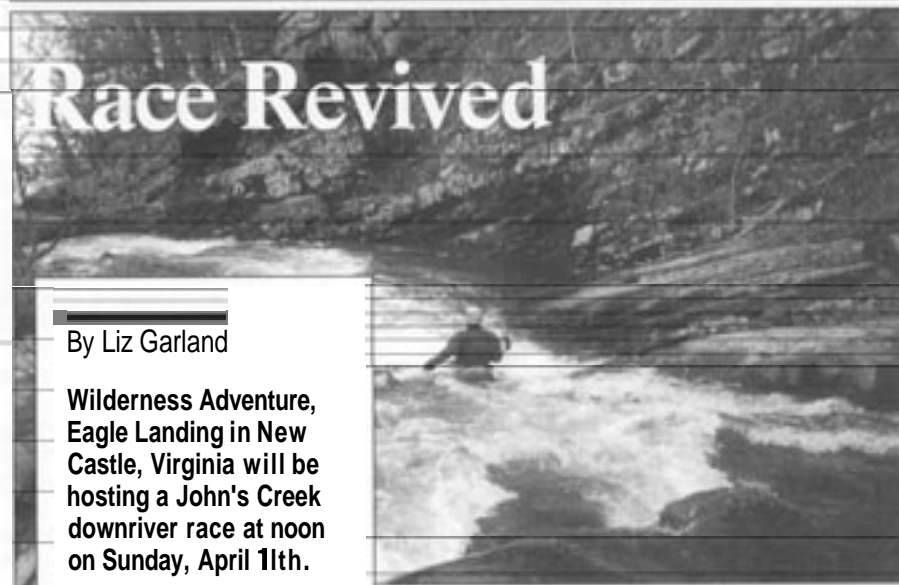 Race Revived
By Liz Garland
Wilderness Adventure,
Eagle Landing in New
Castle, Virginia will be
hosting a John's Creek
downriver race at noon
on Sunday, April 1lth.